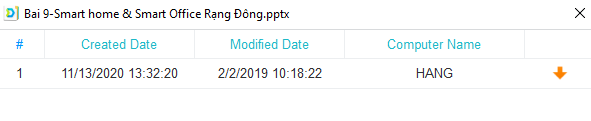 Bai 9-Smart home & Smart Office Rạng Đông.pptx
# Created Date Modified Date Computer Name
1 11/13/2020 13:32:20 2/2/2019 10:18:22 HANG